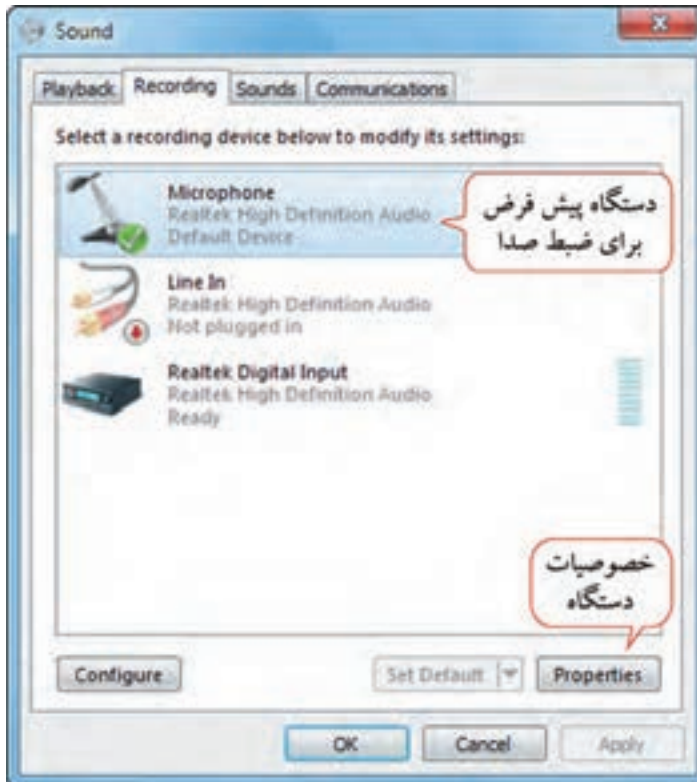 Sound
Playback Recording Sounds Communications
Select a recording device below to modify its settings:
Microphone
Realtek High Definition Audio
Default Device
دستگاه پیش فرض
برای ضبط صدا
Line In
Realtek High Definition Audio
Not plugged in
Realtek Digital Input
Realtek High Definition Audio
Ready
خصوصیات
دستگاه
Configure Set Default Properties
OK Cancel Apply